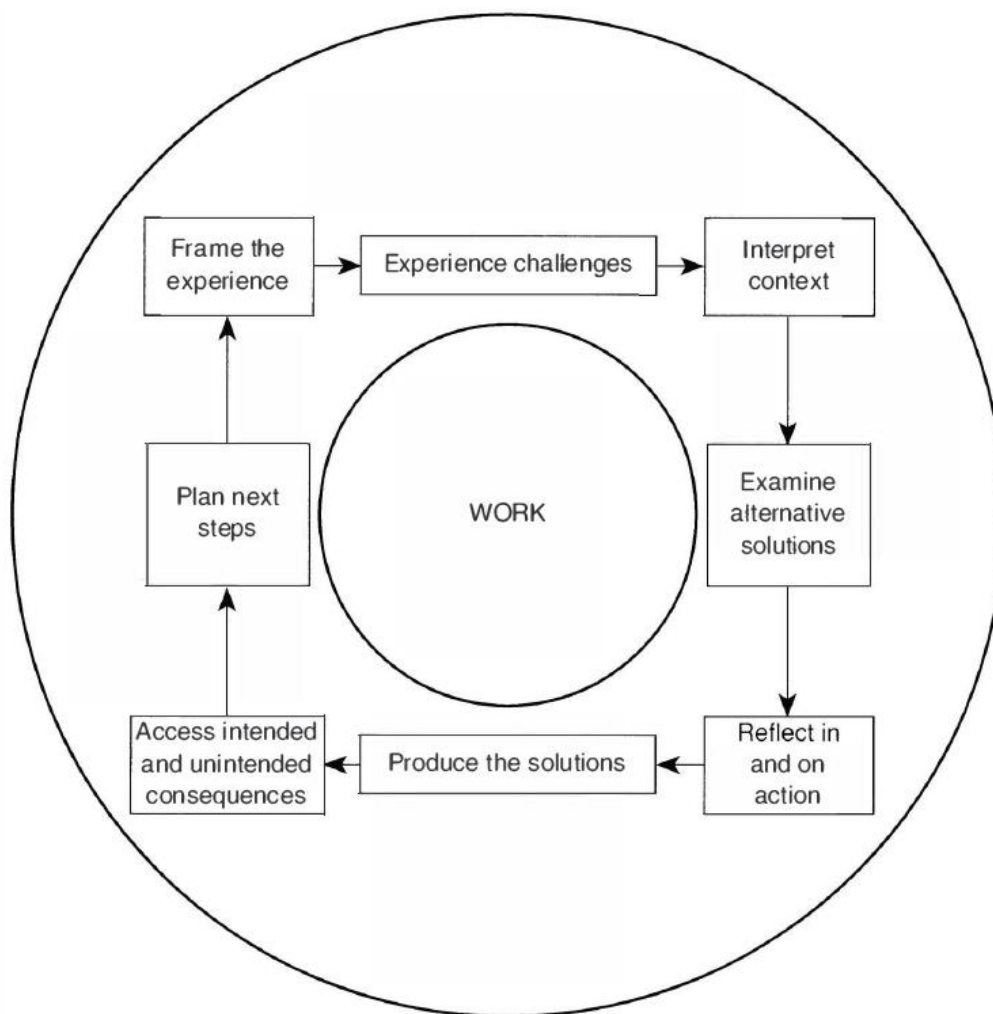 Frame the
experience
Experience challenges
Interpret
context
Plan next
steps
WORK
Examine
alternative
solutions
Access intended
and unintended
consequences
Produce the solutions
Reflect in
and on
action